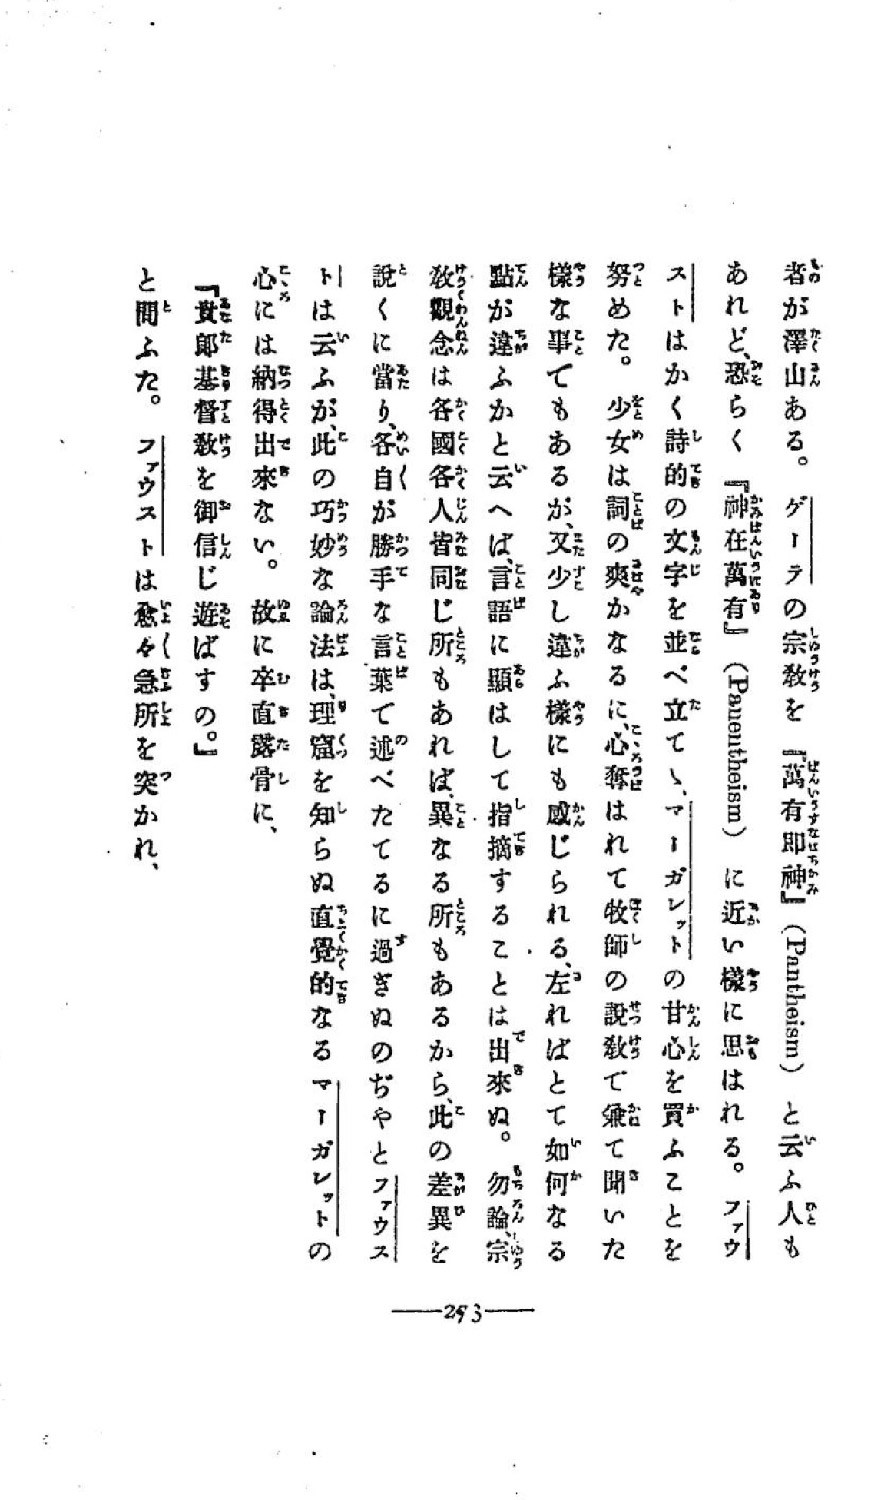 者が澤山ある。ゲーテの宗教を『萬有即神』(Pantheism)と云ふ人も
あれど、恐らく『神在萬有』(Panentheism)に近い樣に思はれる。ファウ
ストはかく詩的の文字を並べ立てゝ、マーガレットの甘心を買ふことを
努めた。少女は詞の爽かなるに、心奪はれて牧師の說敎で兼て聞いた
樣な事でもあるが、又少し違ふ樣にも感じられる、左ればとて如何なる
點が違ふかと云へば、言語に顯はして指摘することは出來ぬ。勿論、宗
敎觀念は各國各人皆同じ所もあれば、異なる所もあるから、此の差異を
說くに當り、各自が勝手な言葉で述べたてるに過ぎぬのぢやとファウス
トは云ふが、此の巧妙な論法は、理窟を知らぬ直覺的なるマーガレットの
心には納得出來ない。故に卒直露骨に、
『貴郎基督敎を御信じ遊ばすの。』
と問ふた。ファウストは愈々急所を突かれ、
293